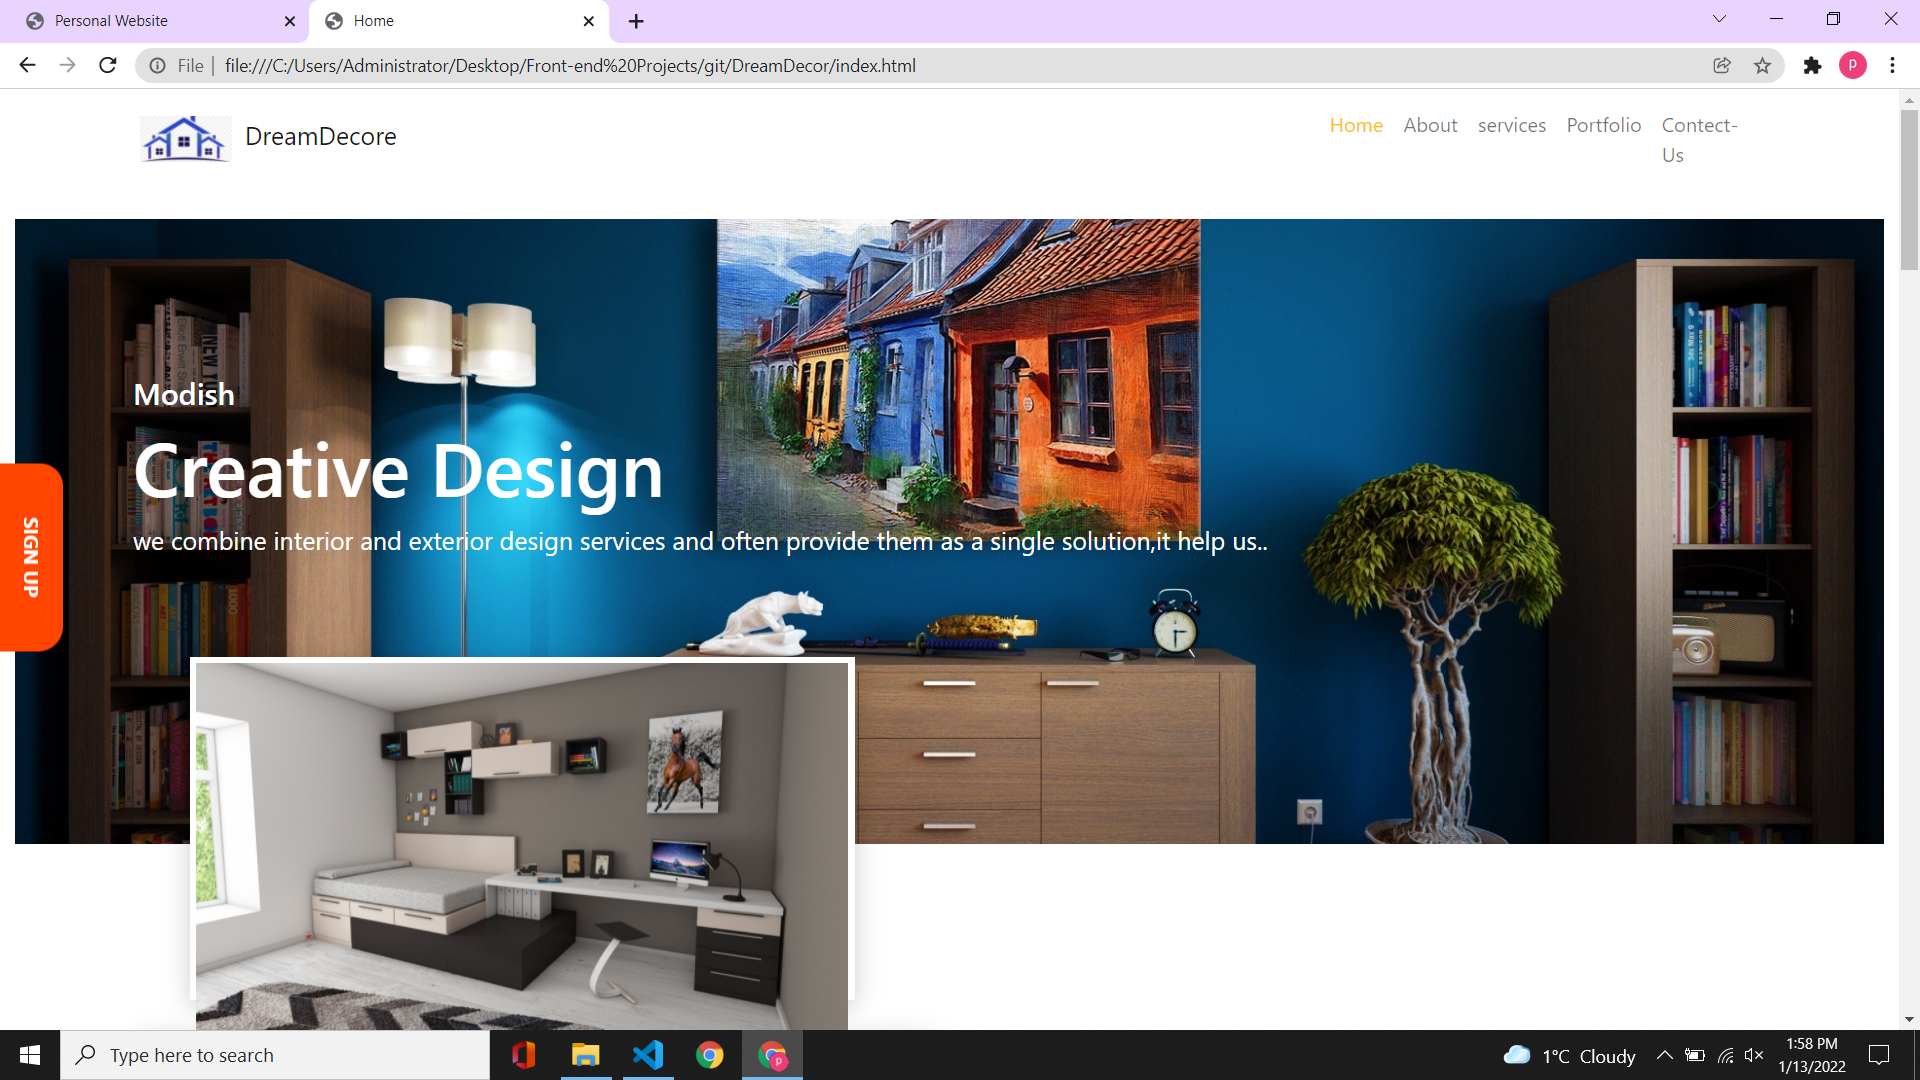 Personal Website
Home
File
file:///C:/Users/Administrator/Desktop/Front-end%20Projects/git/DreamDecor/index.html
P
DreamDecore
Home About services Portfolio Contect-
Us
Modish
Creative Design
we combine interior and exterior design services and often provide them as a single solution,it help us..
SIGN UP
Type here to search
P
1°C Cloudy
1:58 PM
1/13/2022